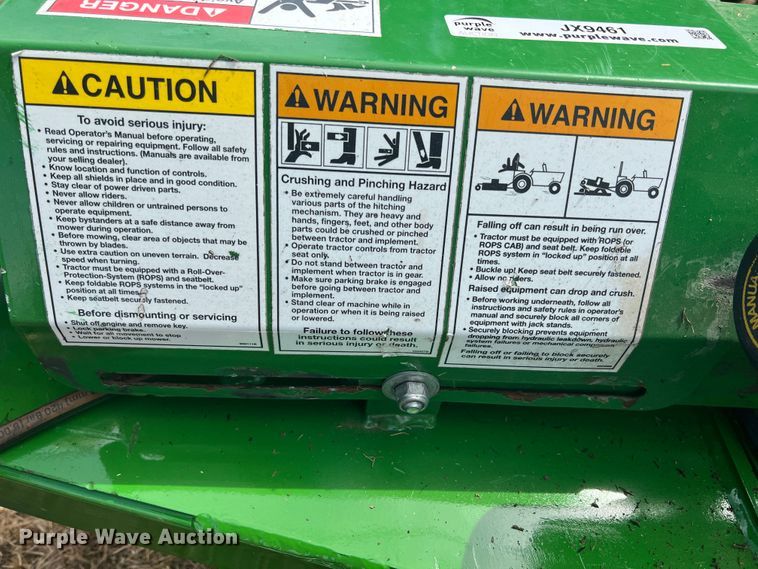 DANGER
purple wave
JX9461
www.purplewave.com
CAUTION
To avoid serious injury:
• Read Operator's Manual before operating,
servicing or repairing equipment. Follow all safety
rules and instructions. (Manuals are available from
your selling dealer).
• Know location and function of controls.
• Keep all shields in place and in good condition.
• Stay clear of power driven parts.
• Never allow riders.
• Never allow children or untrained persons to
operate equipment.
• Keep bystanders at a safe distance away from
mower during operation.
• Before mowing, clear area of objects that may be
thrown by blades.
• Use extra caution on uneven terrain. Decrease
speed when turning.
• Tractor must be equipped with a Roll-Over-
Protection-System (ROPS) and seatbelt.
• Keep foldable ROPS systems in the "locked up"
position at all times.
• Keep seatbelt securely fastened.
Before dismounting or servicing
• Shut off engine and remove key.
• Lock parking brake.
• Wait for all movement to stop
• Lower or block up mower.
WARNING
Crushing and Pinching Hazard
• Be extremely careful handling
various parts of the hitching
mechanism. They are heavy and
hands, fingers, feet, and other body
parts could be crushed or pinched
between tractor and implement.
• Operate tractor controls from tractor
seat only.
• Do not stand between tractor and
implement when tractor is in gear.
• Make sure parking brake is engaged
before going between tractor and
implement.
• Stand clear of machine while in
operation or when it is being raised
or lowered.
Failure to follow these
instructions could result
in serious injury or death.
WARNING
Falling off can result in being run over.
• Tractor must be equipped with ROPS (or
ROPS CAB) and seat belt. Keep foldable
ROPS system in "locked up" position at all
times.
• Buckle up! Keep seat belt securely fastened.
• Allow no riders.
Raised equipment can drop and crush.
• Before working underneath, follow all
instructions and safety rules in operator's
manual and securely block all corners of
equipment with jack stands.
• Securely blocking prevents equipment
dropping from hydraulic leakdown, hydraulic
system failures or mechanical component
failures.
Falling off or failing to block securely
can result in serious injury or death.
MANUAL
Purple Wave Auction